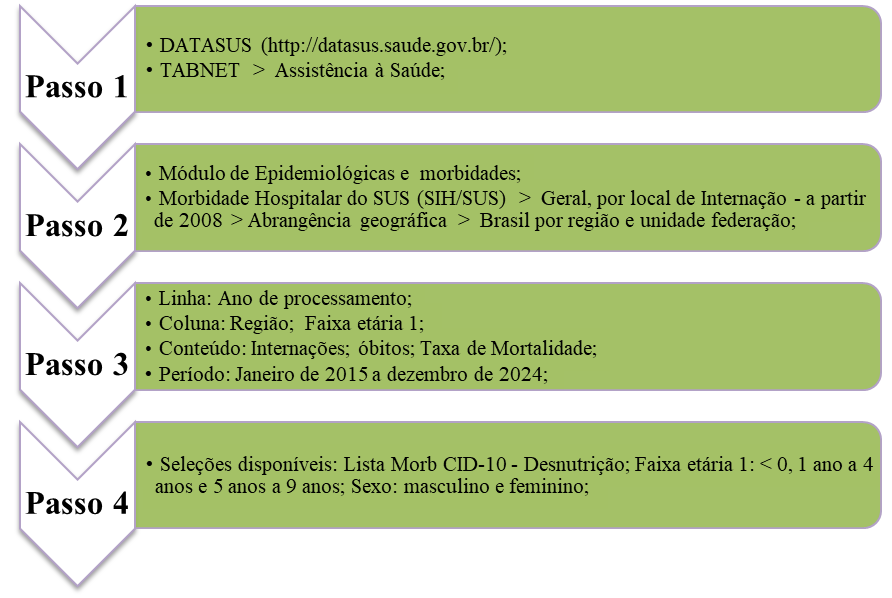 Passo 1
• DATASUS (http://datasus.saude.gov.br/);
• TABNET > Assistência à Saúde;
Passo 2
• Módulo de Epidemiológicas e morbidades;
• Morbidade Hospitalar do SUS (SIH/SUS) > Geral, por local de Internação - a partir
de 2008 > Abrangência geográfica > Brasil por região e unidade federação;
Passo 3
• Linha: Ano de processamento;
• Coluna: Região; Faixa etária 1;
• Conteúdo: Internações; óbitos; Taxa de Mortalidade;
• Período: Janeiro de 2015 a dezembro de 2024;
Passo 4
• Seleções disponíveis: Lista Morb CID-10 - Desnutrição; Faixa etária 1: < 0, 1 ano a 4
anos e 5 anos a 9 anos; Sexo: masculino e feminino;